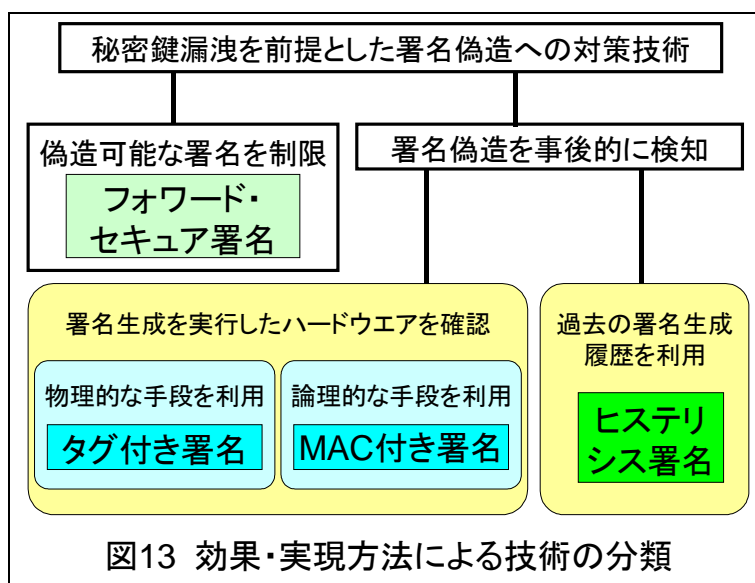 秘密鍵漏洩を前提とした署名偽造への対策技術
偽造可能な署名を制限
フォワード・
セキュア署名
署名偽造を事後的に検知
署名生成を実行したハードウエアを確認
物理的な手段を利用
タグ付き署名
論理的な手段を利用
MAC付き署名
過去の署名生成
履歴を利用
ヒステリ
シス署名
図13 効果・実現方法による技術の分類